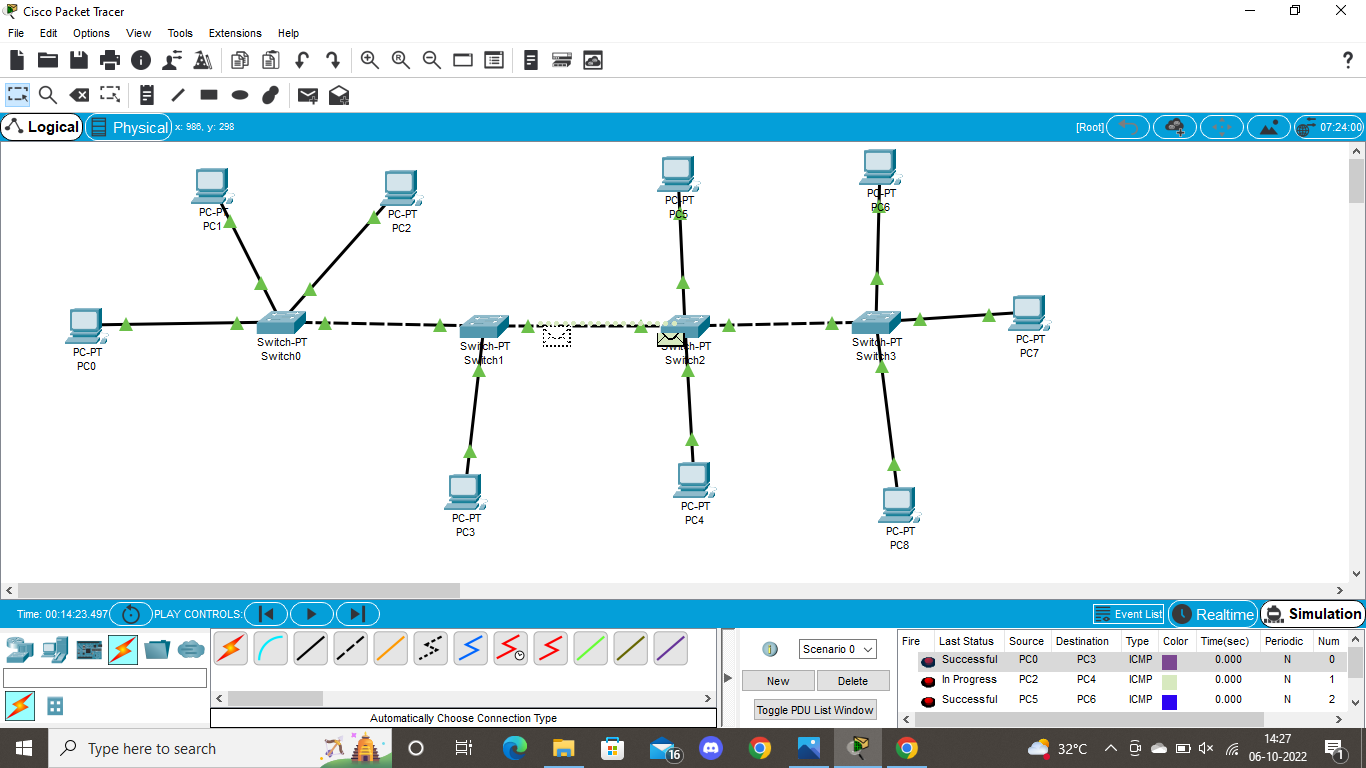 Cisco Packet Tracer
File Edit Options View Tools Extensions Help
?
Logical Physical x: 986, y: 298 [Root] 07:24:00
PC-PT
PC1
PC-PT
PC2
PC-PT
PC5
PC-PT
PC6
PC-PT
PC0
Switch-PT
Switch0
Switch-PT
Switch1
Switch-PT
Switch2
Switch-PT
Switch3
PC-PT
PC7
PC-PT
PC3
PC-PT
PC4
PC-PT
PC8
Time: 00:14:23.497 PLAY CONTROLS: Event List Realtime Simulation
Scenario 0
New Delete
Toggle PDU List Window
Fire Last Status Source Destination Type Color Time(sec) Periodic Num
Successful PC0 PC3 ICMP 0.000 N 0
In Progress PC2 PC4 ICMP 0.000 N 1
Successful PC5 PC6 ICMP 0.000 N 2
Automatically Choose Connection Type
Type here to search
16
32°C
14:27
06-10-2022
1